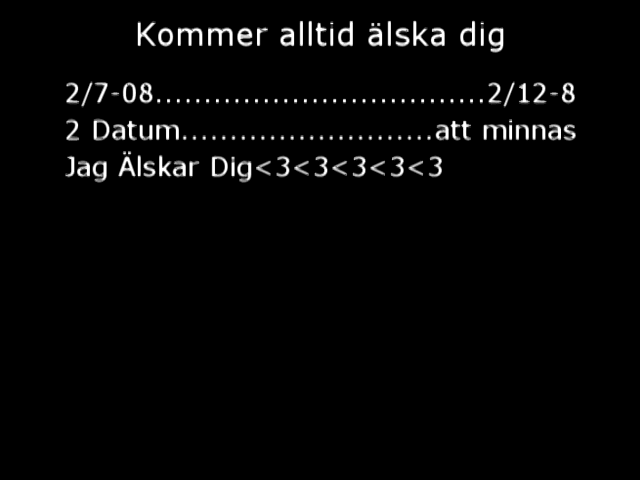 Kommer alltid älska dig
2/7-08..................................2/12-8
2 Datum..........................att minnas
Jag Älskar Dig<3<3<3<3<3